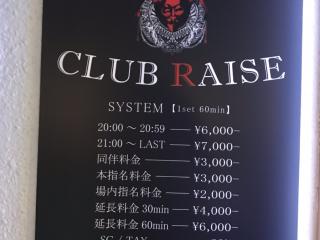 CLUB RAISE
SYSTEM 【1set 60min】
20:00 〜 20:59 ―― ¥6,000−
21:00 〜 LAST ―― ¥7,000−
同伴料金 ―――― ¥3,000−
本指名料金 ――― ¥3,000−
場内指名料金 ―― ¥2,000−
延長料金 30min ― ¥4,000−
延長料金 60min ― ¥6,000−
SC / TAX